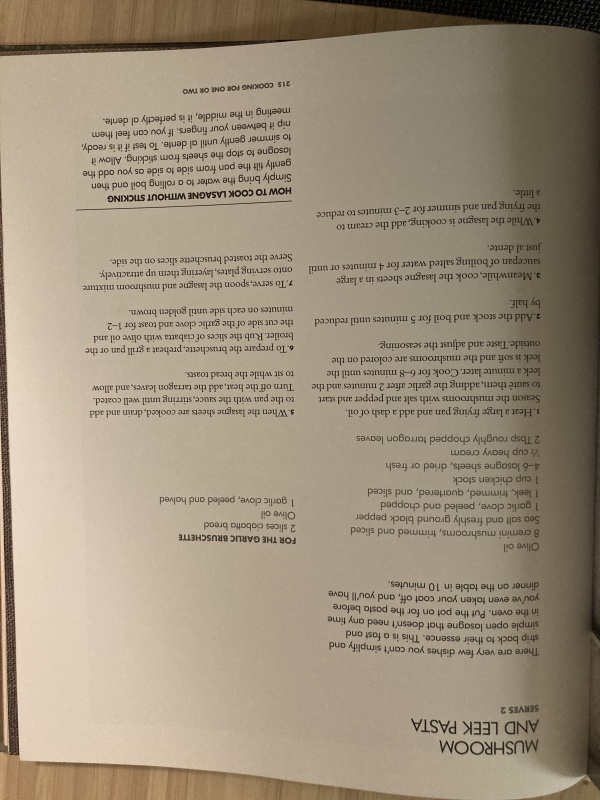 MUSHROOM
AND LEEK PASTA
SERVES 2
There are very few dishes you can't simplify and
strip back to their essence. This is a fast and
simple open lasagne that doesn't need any time
in the oven. Put the pot on for the pasta before
you've even taken your coat off, and you'll have
dinner on the table in 10 minutes.
Olive oil
8 cremini mushrooms, trimmed and sliced
Sea salt and freshly ground black pepper
1 garlic clove, peeled and chopped
1 leek, trimmed, quartered, and sliced
1 cup chicken stock
4–6 lasagne sheets, dried or fresh
½ cup heavy cream
2 Tbsp roughly chopped tarragon leaves
FOR THE GARLIC BRUSCHETTE
2 slices ciabatta bread
Olive oil
1 garlic clove, peeled and halved
1. Heat a large frying pan and add a dash of oil.
Season the mushrooms with salt and pepper and start
to sauté them, adding the garlic after 2 minutes and the
leek a minute later. Cook for 6–8 minutes until the
leek is soft and the mushrooms are colored on the
outside. Taste and adjust the seasoning.
2. Add the stock and boil for 5 minutes until reduced
by half.
3. Meanwhile, cook the lasagne sheets in a large
saucepan of boiling salted water for 4 minutes or until
just al dente.
4. While the lasagne is cooking, add the cream to
the frying pan and simmer for 2–3 minutes to reduce
a little.
5. When the lasagne sheets are cooked, drain and add
to the pan with the sauce, stirring until well coated.
Turn off the heat, add the tarragon leaves, and allow
to sit while the bread toasts.
6. To prepare the bruschette, preheat a grill pan or the
broiler. Rub the slices of ciabatta with olive oil and
the cut side of the garlic clove and toast for 1–2
minutes on each side until golden brown.
7. To serve, spoon the lasagne and mushroom mixture
onto serving plates, layering them up attractively.
Serve the toasted bruschette slices on the side.
HOW TO COOK LASAGNE WITHOUT STICKING
Simply bring the water to a rolling boil and then
gently tilt the pan from side to side as you add the
lasagne to stop the sheets from sticking. Allow it
to simmer gently until al dente. To test if it is ready,
nip it between your fingers. If you can feel them
meeting in the middle, it is perfectly al dente.
215 COOKING FOR ONE OR TWO